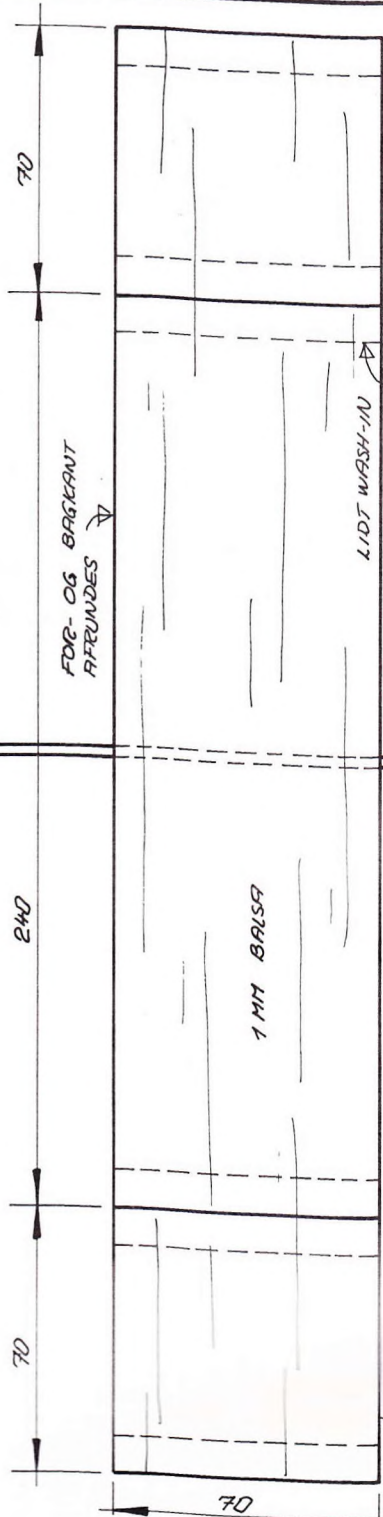 70
FOR- OG BAGKANT
AFRUNDES
LIDT WASH-IN
240
1 MM BALSA
70
70